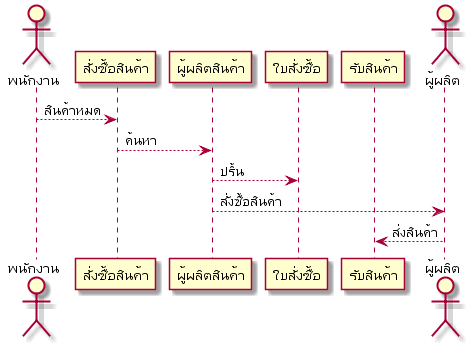 พนักงาน สั่งซื้อสินค้า ผู้ผลิตสินค้า ใบสั่งซื้อ รับสินค้า ผู้ผลิต
สินค้าหมด
ค้นหา
ปริ้น
สั่งซื้อสินค้า
ส่งสินค้า
พนักงาน สั่งซื้อสินค้า ผู้ผลิตสินค้า ใบสั่งซื้อ รับสินค้า ผู้ผลิต